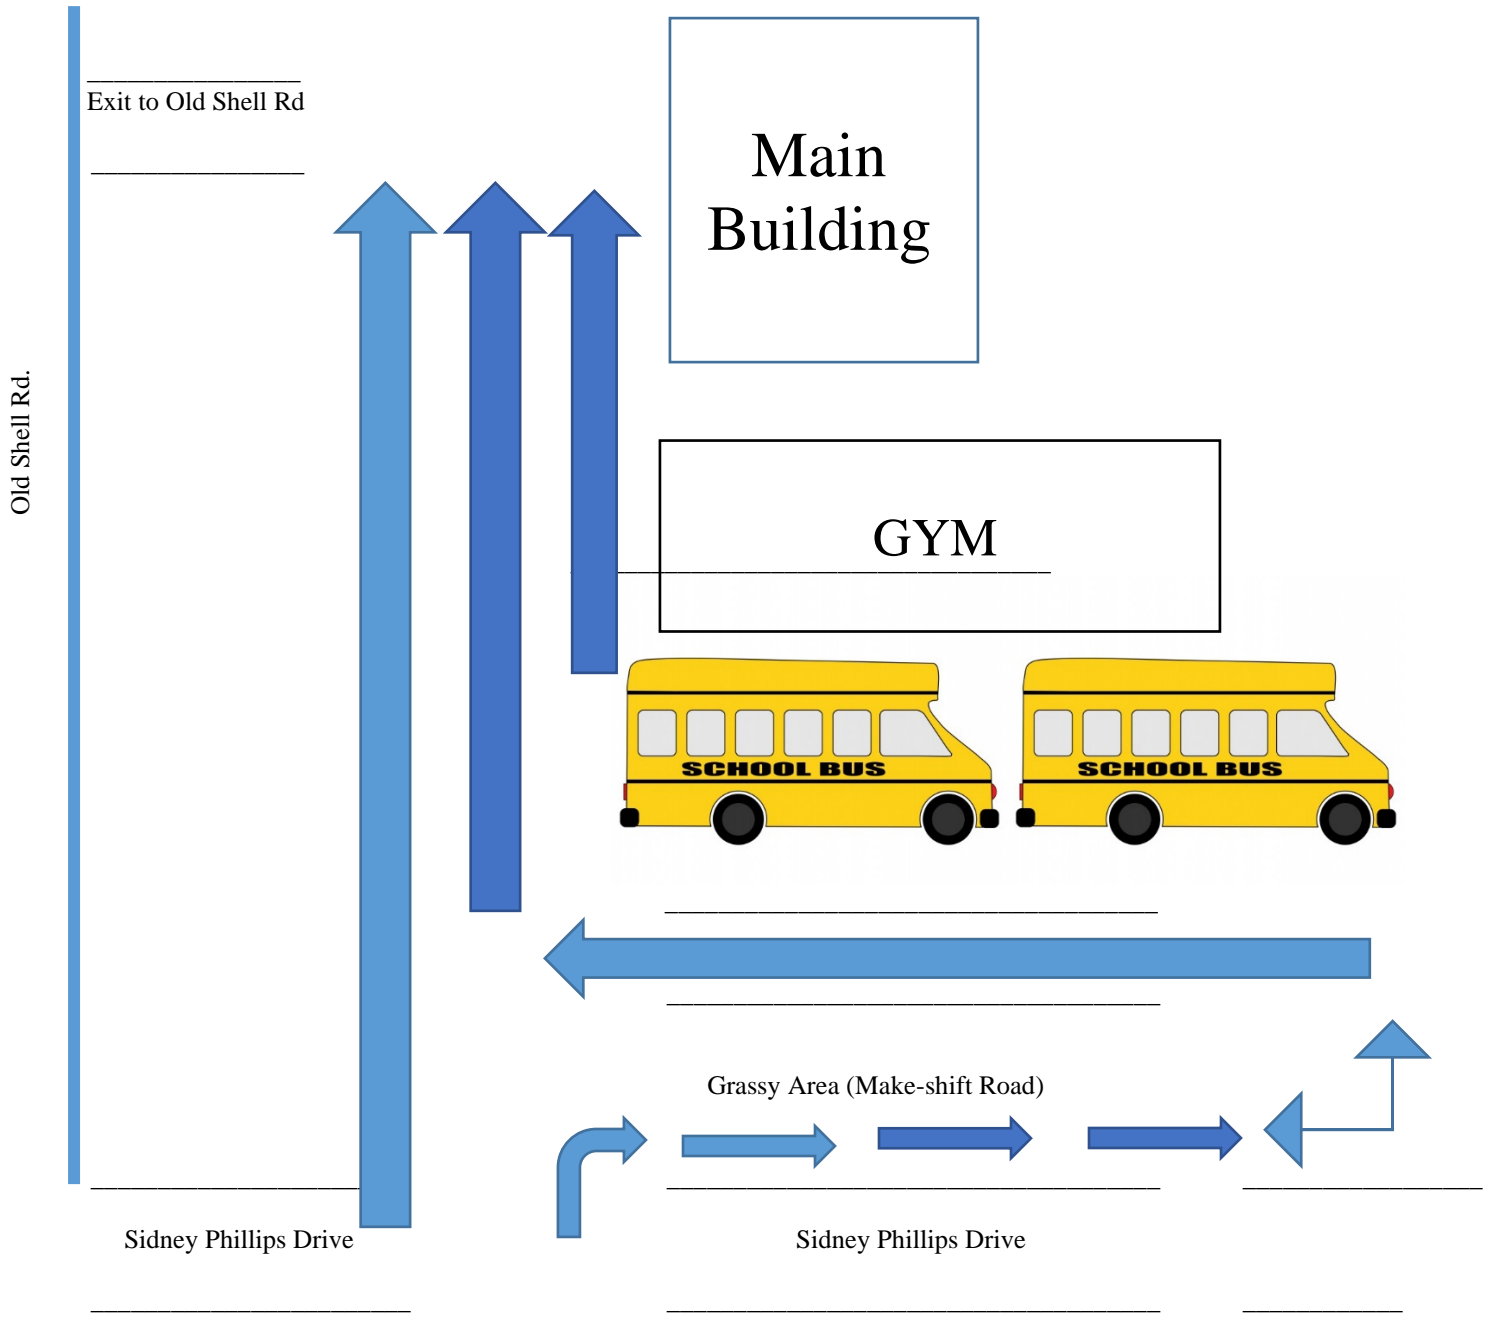 Exit to Old Shell Rd
Main
Building
Old Shell Rd.
GYM
SCHOOL BUS
SCHOOL BUS
Grassy Area (Make-shift Road)
Sidney Phillips Drive
Sidney Phillips Drive